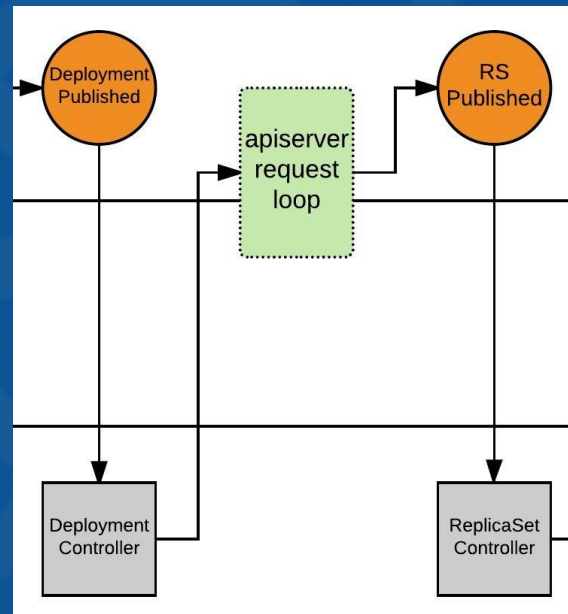 Deployment
Published
apiserver
request
loop
RS
Published
Deployment
Controller
ReplicaSet
Controller